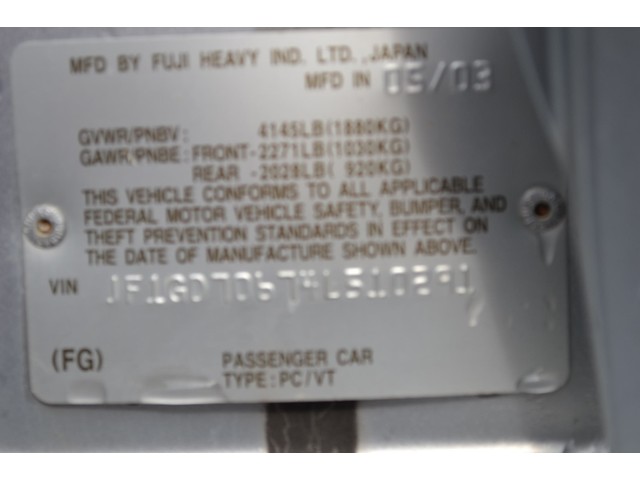 MFD BY FUJI HEAVY IND. LTD.,JAPAN
MFD IN
GVWR/PNBV: 4145LB(1880KG)
GAWR/PNBE: FRONT-2271LB(1030KG)
REAR -2028LB( 920KG)
THIS VEHICLE CONFORMS TO ALL APPLICABLE
FEDERAL MOTOR VEHICLE SAFETY, BUMPER, AND
THEFT PREVENTION STANDARDS IN EFFECT ON
THE DATE OF MANUFACTURE SHOWN ABOVE.
VIN
(FG) PASSENGER CAR
TYPE:PC/VT